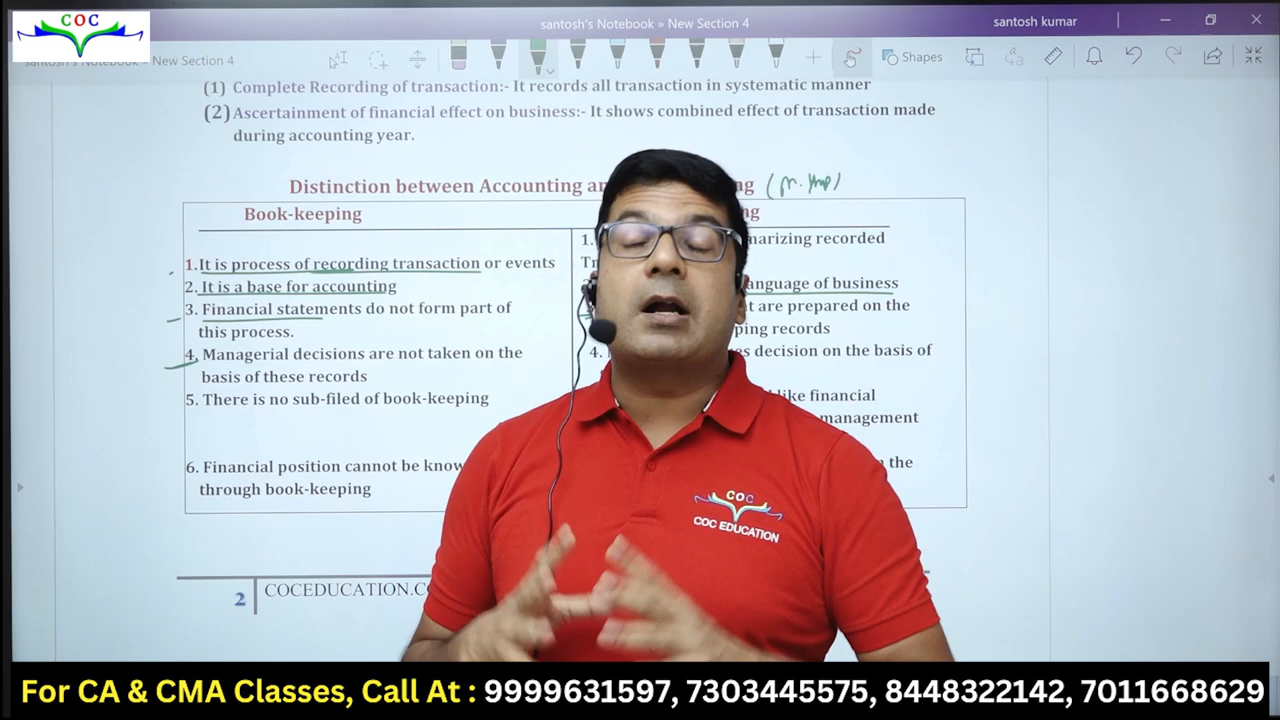 COC
santosh's Notebook » New Section 4
santosh kumar
santosh's Notebook » New Section 4
Shapes
(1) Complete Recording of transaction:- It records all transaction in systematic manner
(2) Ascertainment of financial effect on business:- It shows combined effect of transaction made
during accounting year.
Distinction between Accounting
Book-keeping
1.It is process of recording transaction or events
2. It is a base for accounting
3. Financial statements do not form part of
this process.
4. Managerial decisions are not taken on the
basis of these records
5. There is no sub-filed of book-keeping
6. Financial position cannot be
through book-keeping
1.
recorded
of business
are prepared on the
records
4. decision on the basis of
like financial
management
the
2
COC
COC EDUCATION
For CA & CMA Classes, Call At : 9999631597, 7303445575, 8448322142, 7011668629